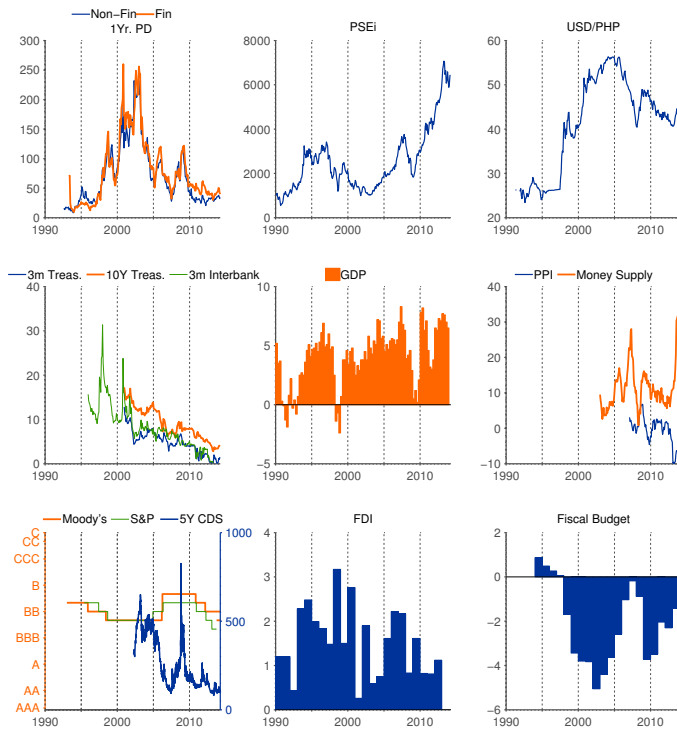 Non-Fin Fin
1Yr. PD
300
250
200
150
100
50
0
1990 2000 2010
PSEi
8000
6000
4000
2000
0
1990 2000 2010
USD/PHP
60
50
40
30
20
1990 2000 2010
3m Treas. 10Y Treas. 3m Interbank
40
30
20
10
0
1990 2000 2010
GDP
10
5
0
−5
1990 2000 2010
PPI Money Supply
40
30
20
10
0
−10
1990 2000 2010
Moody's S&P 5Y CDS
C
CC
CCC
B
BB
BBB
A
AA
AAA
1000
500
0
1990 2000 2010
FDI
4
3
2
1
0
1990 2000 2010
Fiscal Budget
2
0
−2
−4
−6
1990 2000 2010